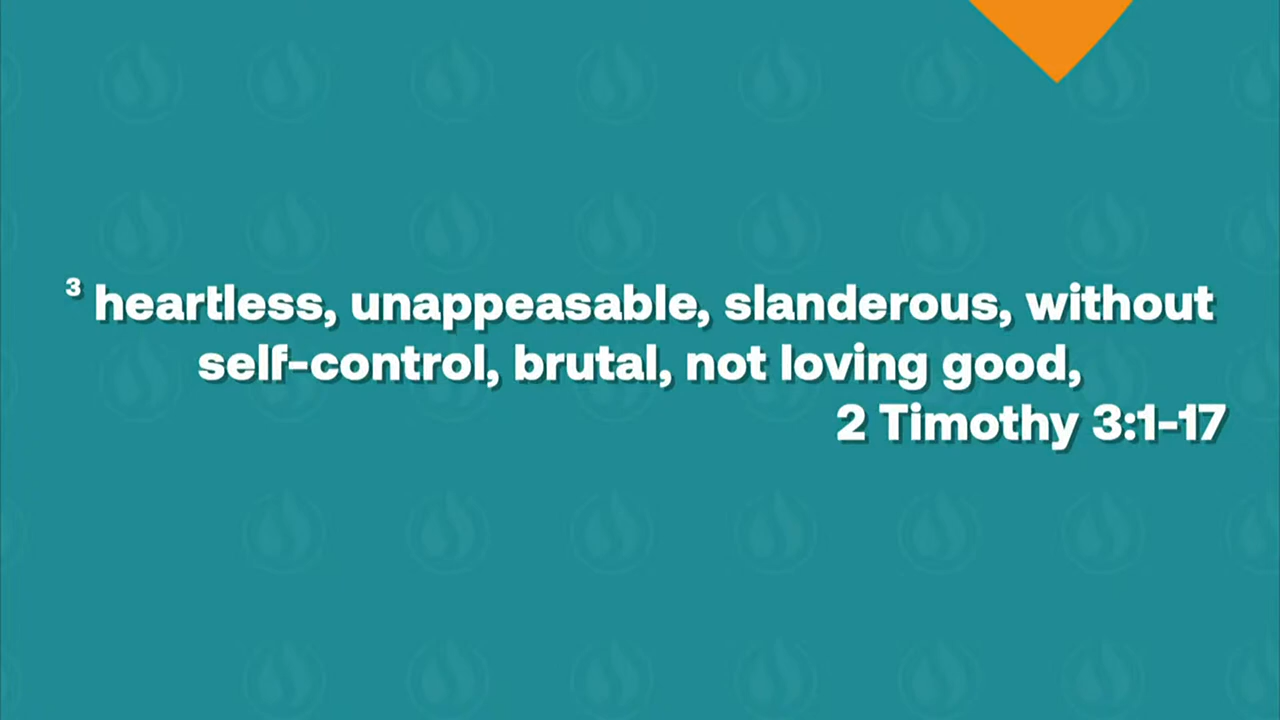 ³ heartless, unappeasable, slanderous, without
self-control, brutal, not loving good,
2 Timothy 3:1-17